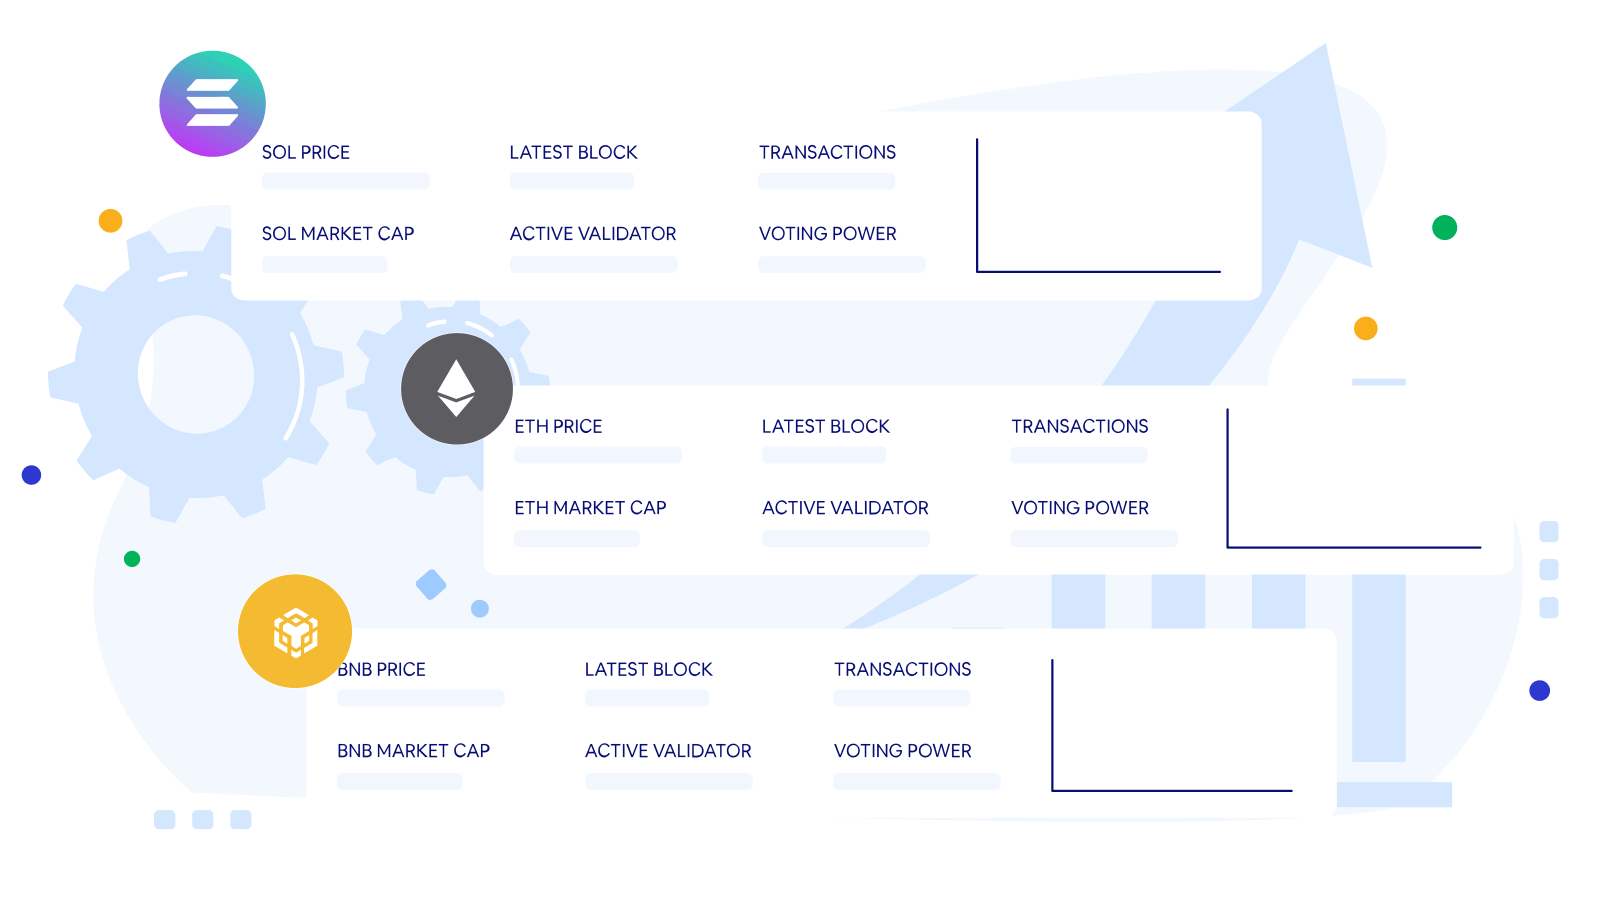 SOL PRICE LATEST BLOCK TRANSACTIONS
SOL MARKET CAP ACTIVE VALIDATOR VOTING POWER
ETH PRICE LATEST BLOCK TRANSACTIONS
ETH MARKET CAP ACTIVE VALIDATOR VOTING POWER
BNB PRICE LATEST BLOCK TRANSACTIONS
BNB MARKET CAP ACTIVE VALIDATOR VOTING POWER